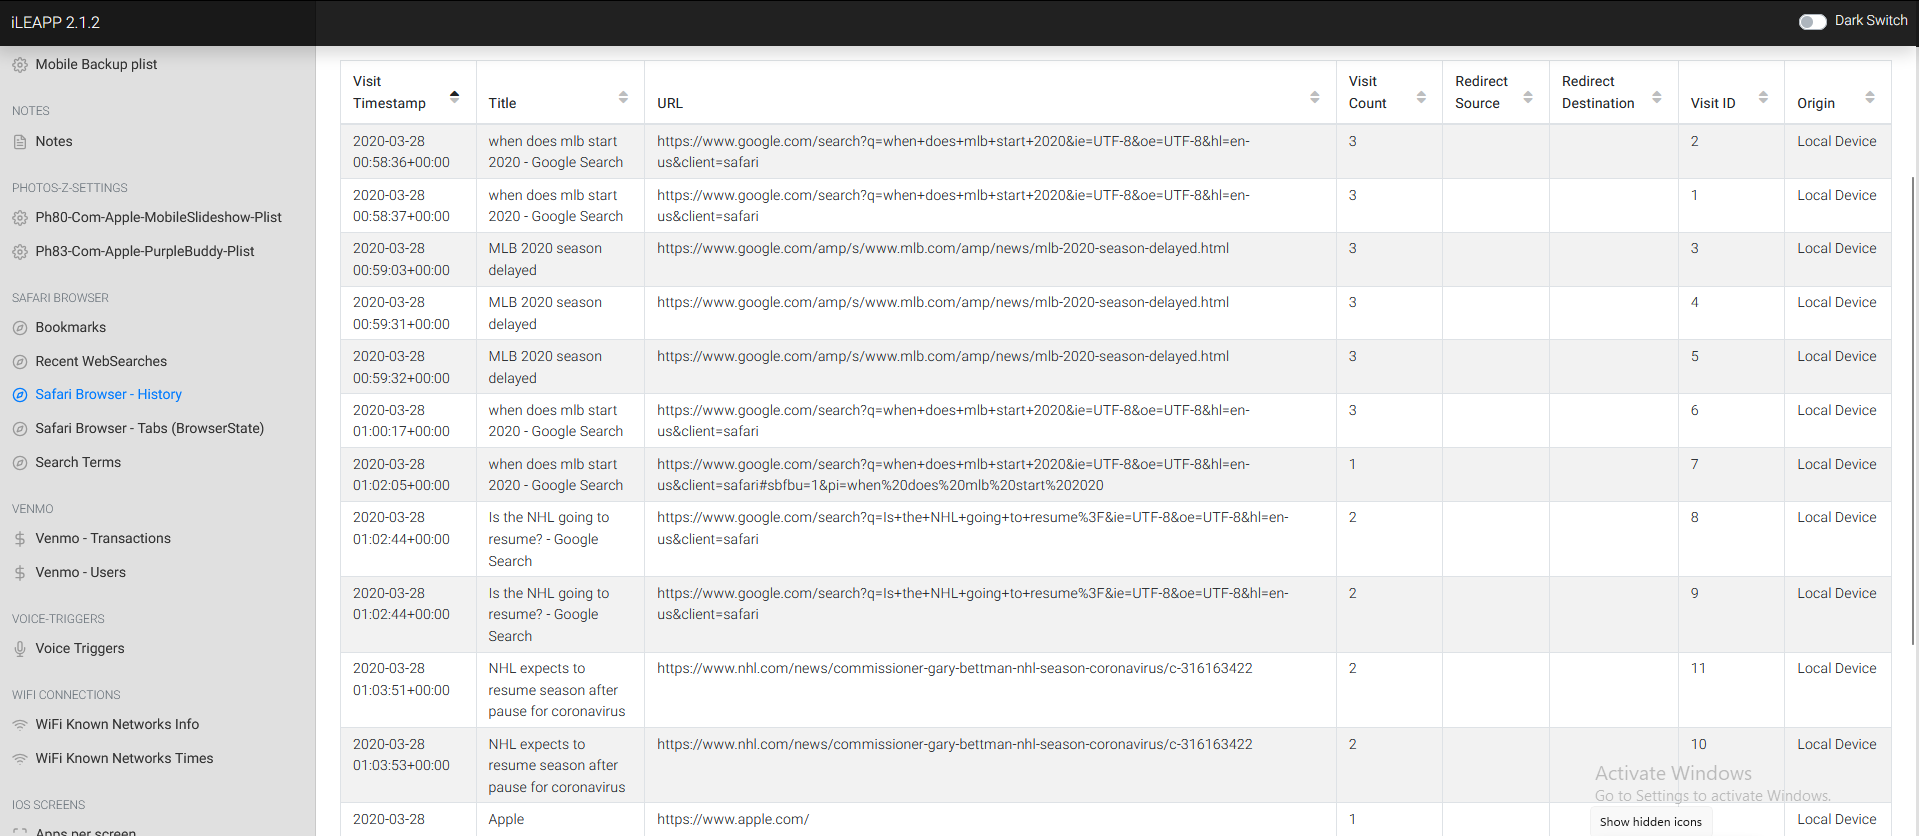 iLEAPP 2.1.2
Dark Switch
Mobile Backup plist
NOTES
Notes
PHOTOS-Z-SETTINGS
Ph80-Com-Apple-MobileSlideshow-Plist
Ph83-Com-Apple-PurpleBuddy-Plist
SAFARI BROWSER
Bookmarks
Recent WebSearches
Safari Browser - History
Safari Browser - Tabs (BrowserState)
Search Terms
VENMO
Venmo - Transactions
Venmo - Users
VOICE-TRIGGERS
Voice Triggers
WIFI CONNECTIONS
WiFi Known Networks Info
WiFi Known Networks Times
IOS SCREENS
Apps per screen
Visit
Timestamp
Title
URL
Visit
Count
Redirect
Source
Redirect
Destination
Visit ID
Origin
2020-03-28
00:58:36+00:00
when does mlb start
2020 - Google Search
https://www.google.com/search?q=when+does+mlb+start+2020&ie=UTF-8&oe=UTF-8&hl=en-
us&client=safari
3
2
Local Device
2020-03-28
00:58:37+00:00
when does mlb start
2020 - Google Search
https://www.google.com/search?q=when+does+mlb+start+2020&ie=UTF-8&oe=UTF-8&hl=en-
us&client=safari
3
1
Local Device
2020-03-28
00:59:03+00:00
MLB 2020 season
delayed
https://www.google.com/amp/s/www.mlb.com/amp/news/mlb-2020-season-delayed.html
3
3
Local Device
2020-03-28
00:59:31+00:00
MLB 2020 season
delayed
https://www.google.com/amp/s/www.mlb.com/amp/news/mlb-2020-season-delayed.html
3
4
Local Device
2020-03-28
00:59:32+00:00
MLB 2020 season
delayed
https://www.google.com/amp/s/www.mlb.com/amp/news/mlb-2020-season-delayed.html
3
5
Local Device
2020-03-28
01:00:17+00:00
when does mlb start
2020 - Google Search
https://www.google.com/search?q=when+does+mlb+start+2020&ie=UTF-8&oe=UTF-8&hl=en-
us&client=safari
3
6
Local Device
2020-03-28
01:02:05+00:00
when does mlb start
2020 - Google Search
https://www.google.com/search?q=when+does+mlb+start+2020&ie=UTF-8&oe=UTF-8&hl=en-
us&client=safari#sbfbu=1&pi=when%20does%20mlb%20start%202020
1
7
Local Device
2020-03-28
01:02:44+00:00
Is the NHL going to
resume? - Google
Search
https://www.google.com/search?q=Is+the+NHL+going+to+resume%3F&ie=UTF-8&oe=UTF-8&hl=en-
us&client=safari
2
8
Local Device
2020-03-28
01:02:44+00:00
Is the NHL going to
resume? - Google
Search
https://www.google.com/search?q=Is+the+NHL+going+to+resume%3F&ie=UTF-8&oe=UTF-8&hl=en-
us&client=safari
2
9
Local Device
2020-03-28
01:03:51+00:00
NHL expects to
resume season after
pause for coronavirus
https://www.nhl.com/news/commissioner-gary-bettman-nhl-season-coronavirus/c-316163422
2
11
Local Device
2020-03-28
01:03:53+00:00
NHL expects to
resume season after
pause for coronavirus
https://www.nhl.com/news/commissioner-gary-bettman-nhl-season-coronavirus/c-316163422
2
10
Local Device
2020-03-28
Apple
https://www.apple.com/
1
Local Device
Activate Windows
Go to Settings to activate Windows.
Show hidden icons